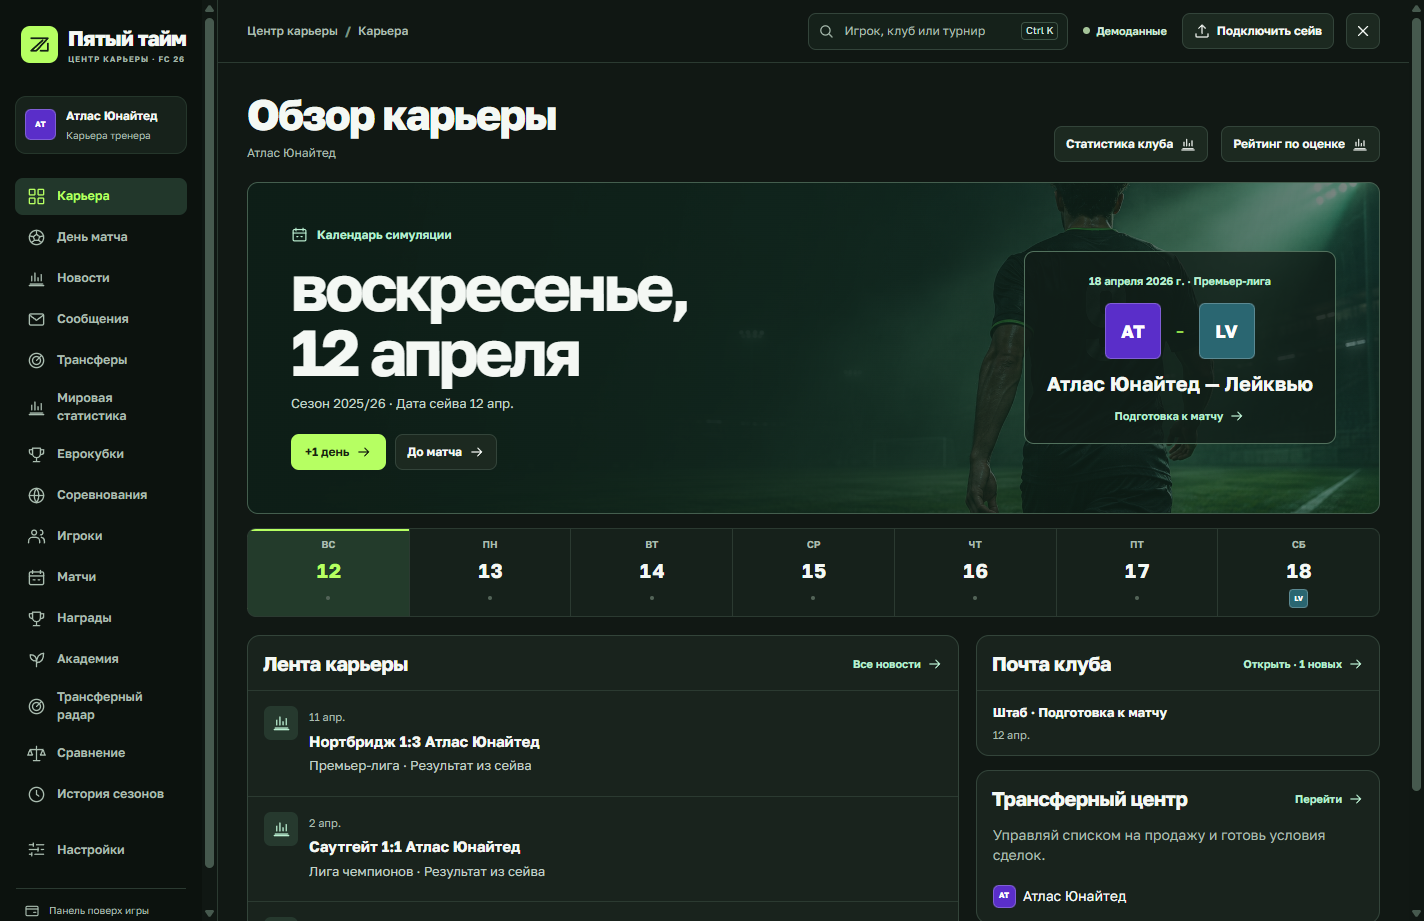 Пятый тайм
ЦЕНТР КАРЬЕРЫ · FC 26
AT
Атлас Юнайтед
Карьера тренера
Карьера
День матча
Новости
Сообщения
Трансферы
Мировая
статистика
Еврокубки
Соревнования
Игроки
Матчи
Награды
Академия
Трансферный
радар
Сравнение
История сезонов
Настройки
Панель поверх игры
Центр карьеры / Карьера
Игрок, клуб или турнир
Ctrl K
Демоданные
Подключить сейв
Обзор карьеры
Атлас Юнайтед
Статистика клуба
Рейтинг по оценке
Календарь симуляции
воскресенье,
12 апреля
Сезон 2025/26 · Дата сейва 12 апр.
+1 день
До матча
18 апреля 2026 г. · Премьер-лига
AT – LV
Атлас Юнайтед — Лейквью
Подготовка к матчу
ВС ПН ВТ СР ЧТ ПТ СБ
12 13 14 15 16 17 18
LV
Лента карьеры
Все новости
11 апр.
Нортбридж 1:3 Атлас Юнайтед
Премьер-лига · Результат из сейва
2 апр.
Саутгейт 1:1 Атлас Юнайтед
Лига чемпионов · Результат из сейва
Почта клуба
Открыть · 1 новых
Штаб · Подготовка к матчу
12 апр.
Трансферный центр
Перейти
Управляй списком на продажу и готовь условия
сделок.
AT
Атлас Юнайтед